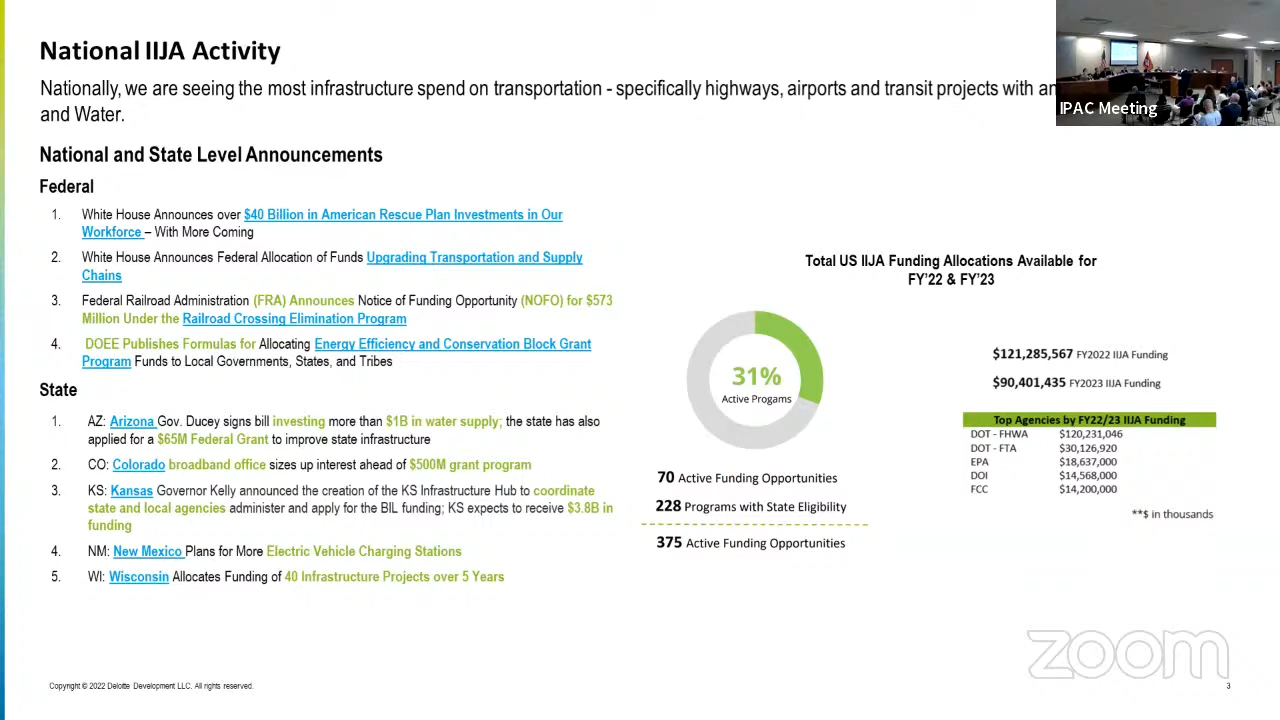 National IIJA Activity
Nationally, we are seeing the most infrastructure spend on transportation - specifically highways, airports and transit projects with
and Water.
IPAC Meeting
National and State Level Announcements
Federal
1. White House Announces over $40 Billion in American Rescue Plan Investments in Our
Workforce – With More Coming
2. White House Announces Federal Allocation of Funds Upgrading Transportation and Supply
Chains
3. Federal Railroad Administration (FRA) Announces Notice of Funding Opportunity (NOFO) for $573
Million Under the Railroad Crossing Elimination Program
4. DOEE Publishes Formulas for Allocating Energy Efficiency and Conservation Block Grant
Program Funds to Local Governments, States, and Tribes
State
1. AZ: Arizona Gov. Ducey signs bill investing more than $1B in water supply; the state has also
applied for a $65M Federal Grant to improve state infrastructure
2. CO: Colorado broadband office sizes up interest ahead of $500M grant program
3. KS: Kansas Governor Kelly announced the creation of the KS Infrastructure Hub to coordinate
state and local agencies administer and apply for the BIL funding; KS expects to receive $3.8B in
funding
4. NM: New Mexico Plans for More Electric Vehicle Charging Stations
5. WI: Wisconsin Allocates Funding of 40 Infrastructure Projects over 5 Years
Total US IIJA Funding Allocations Available for
FY'22 & FY'23
31%
Active Progams
70 Active Funding Opportunities
228 Programs with State Eligibility
375 Active Funding Opportunities
$121,285,567 FY2022 IIJA Funding
$90,401,435 FY2023 IIJA Funding
Top Agencies by FY22/23 IIJA Funding
DOT - FHWA $120,231,046
DOT - FTA $30,126,920
EPA $18,637,000
DOI $14,568,000
FCC $14,200,000
**$ in thousands
zoom
Copyright © 2022 Deloitte Development LLC. All rights reserved.
3